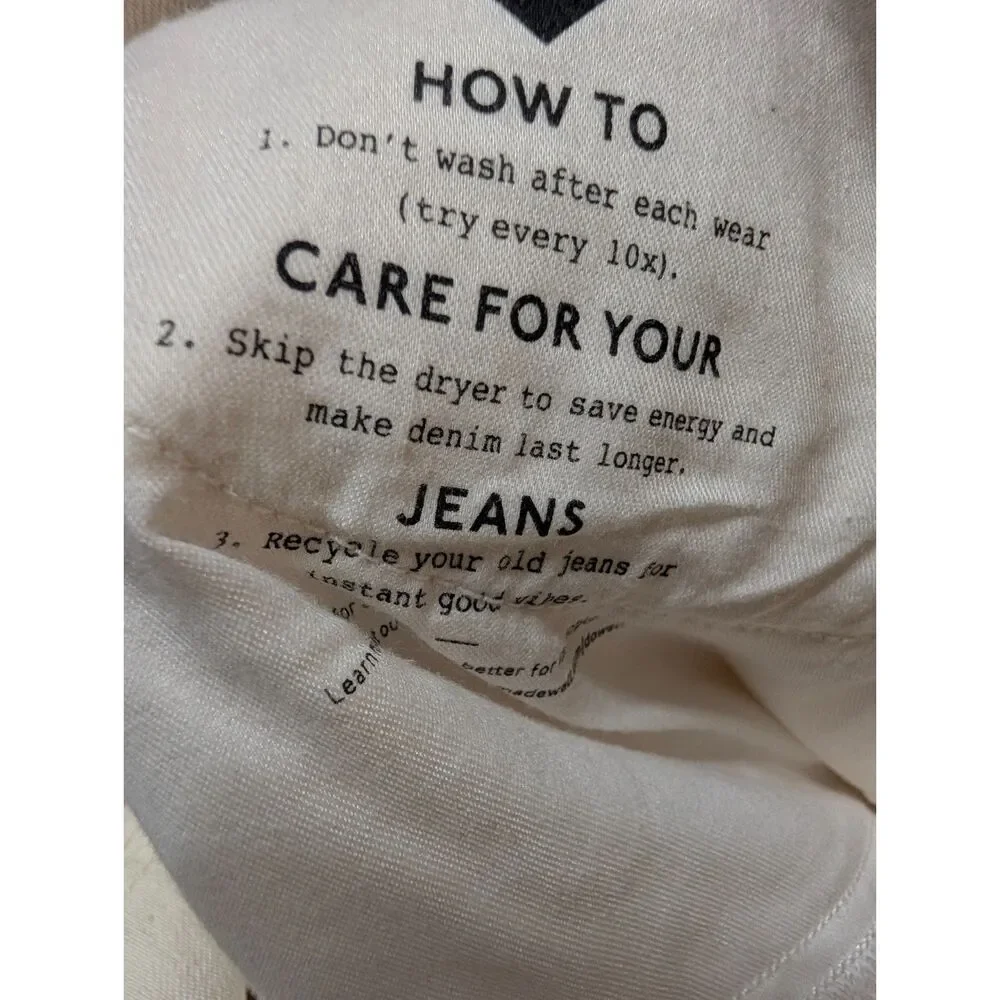 HOW TO
1. Don't wash after each wear
(try every 10x).
CARE FOR YOUR
2. Skip the dryer to save energy and
make denim last longer.
JEANS
3. Recycle your old jeans for
instant good vibes.
Learn
better for